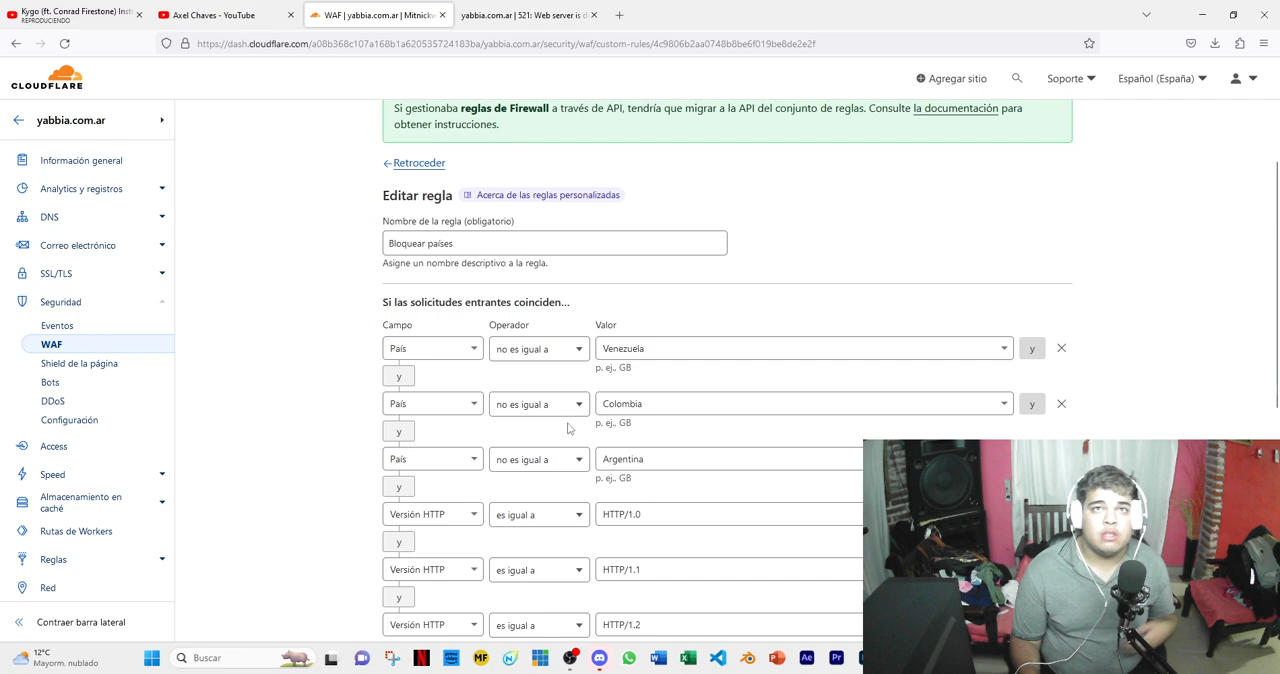 Kygo (ft. Conrad Firestone) Inst
REPRODUCIENDO
Axel Chaves - YouTube
WAF | yabbia.com.ar | Mitnickw
yabbia.com.ar | 521: Web server is d
https://dash.cloudflare.com/a08b368c107a168b1a620535724183ba/yabbia.com.ar/security/waf/custom-rules/4c9806b2aa0748b8be6f019be8de2e2f
CLOUDFLARE
Agregar sitio
Soporte
Español (España)
yabbia.com.ar
Información general
Analytics y registros
DNS
Correo electrónico
SSL/TLS
Seguridad
Eventos
WAF
Shield de la página
Bots
DDoS
Configuración
Access
Speed
Almacenamiento en
caché
Rutas de Workers
Reglas
Red
Contraer barra lateral
Si gestionaba reglas de Firewall a través de API, tendría que migrar a la API del conjunto de reglas. Consulte la documentación para
obtener instrucciones.
Retroceder
Editar regla Acerca de las reglas personalizadas
Nombre de la regla (obligatorio)
Bloquear países
Asigne un nombre descriptivo a la regla.
Si las solicitudes entrantes coinciden...
Campo Operador Valor
País no es igual a Venezuela y
p. ej., GB
y
País no es igual a Colombia y
p. ej., GB
y
País no es igual a Argentina
p. ej., GB
y
Versión HTTP es igual a HTTP/1.0
y
Versión HTTP es igual a HTTP/1.1
y
Versión HTTP es igual a HTTP/1.2
12°C
Mayorm. nublado
Buscar